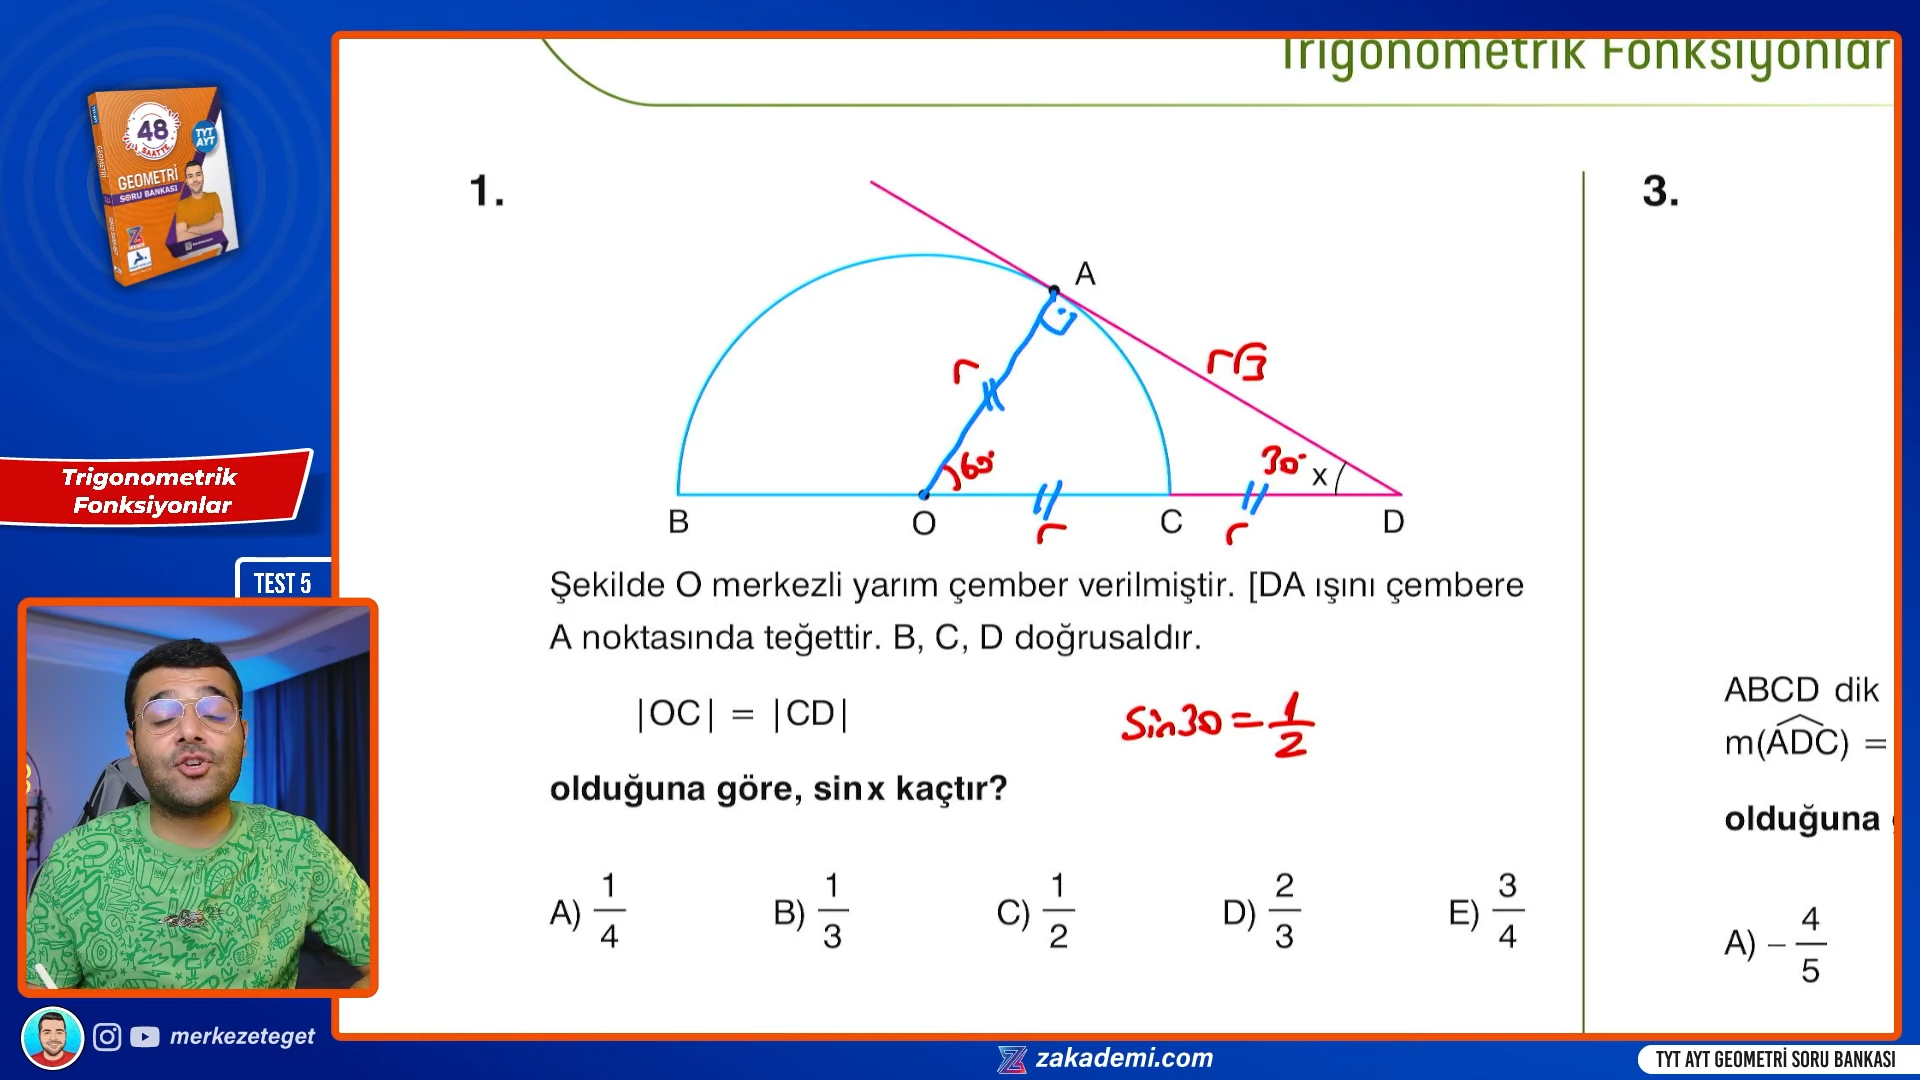 Trigonometrik Fonksiyonlar
48
SAATTE
TYT
AYT
GEOMETRİ
SORU BANKASI
1.
3.
A
r
r√3
60°
30°
x
B
O
C
D
r
r
Trigonometrik
Fonksiyonlar
TEST 5
Şekilde O merkezli yarım çember verilmiştir. [DA ışını çembere
A noktasında teğettir. B, C, D doğrusaldır.
|OC| = |CD|
sin30 = 1/2
olduğuna göre, sinx kaçtır?
A) 1/4 B) 1/3 C) 1/2 D) 2/3 E) 3/4
ABCD dik
m(ADC) =
olduğuna
A) – 4/5
merkezeteget
zakademi.com
TYT AYT GEOMETRİ SORU BANKASI